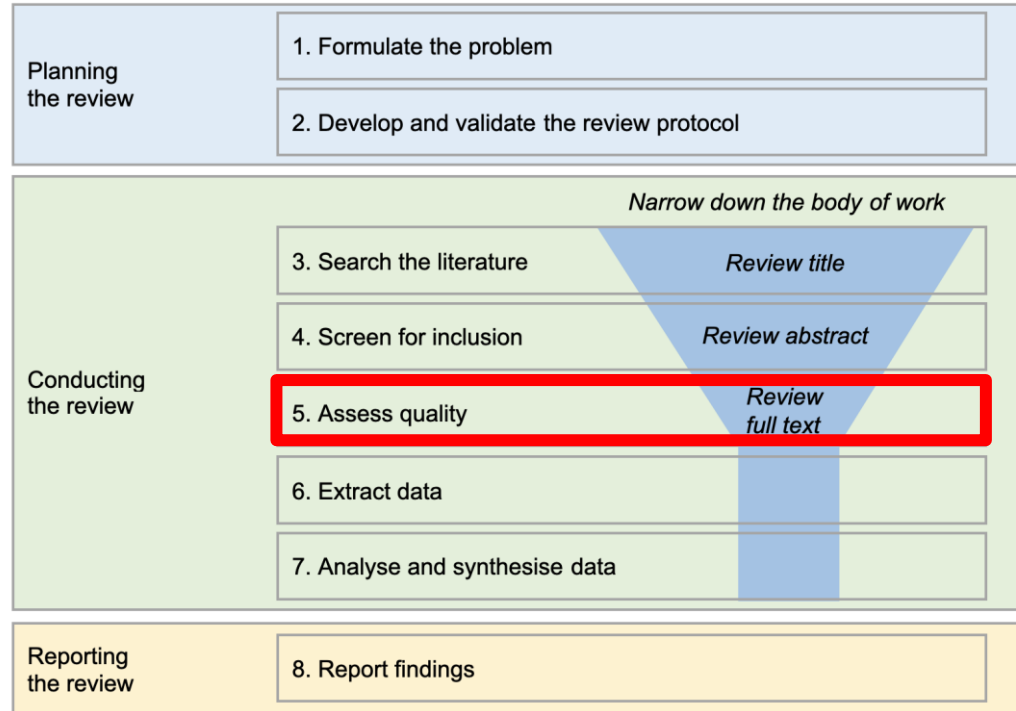 Planning
the review
1. Formulate the problem
2. Develop and validate the review protocol
Conducting
the review
Narrow down the body of work
3. Search the literature
Review title
4. Screen for inclusion
Review abstract
5. Assess quality
Review
full text
6. Extract data
7. Analyse and synthesise data
Reporting
the review
8. Report findings